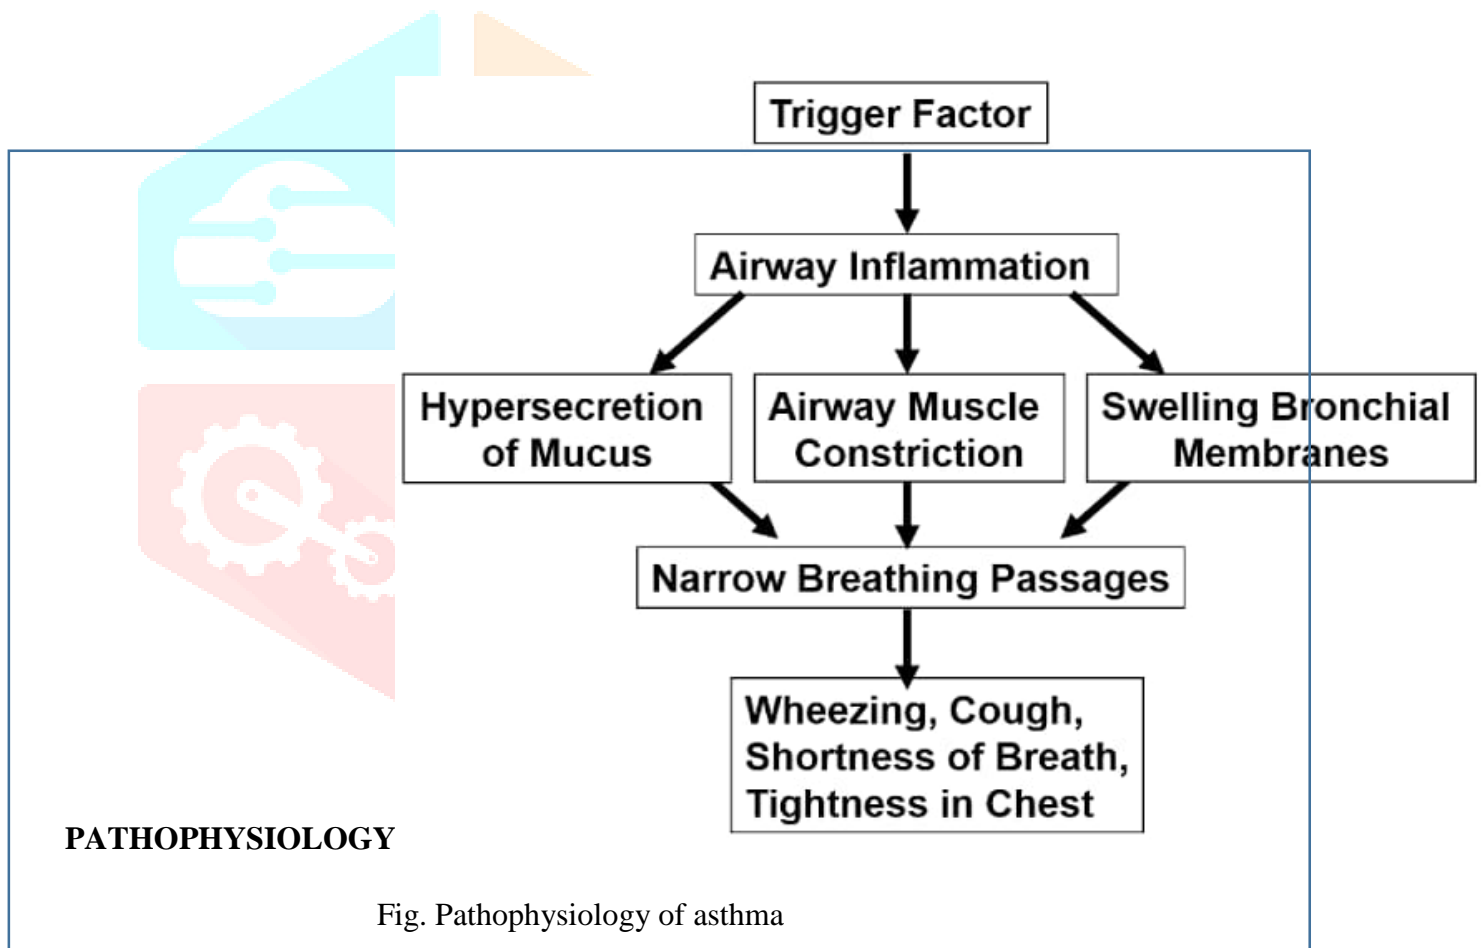 Trigger Factor
Airway Inflammation
Hypersecretion
of Mucus
Airway Muscle
Constriction
Swelling Bronchial
Membranes
Narrow Breathing Passages
Wheezing, Cough,
Shortness of Breath,
Tightness in Chest
PATHOPHYSIOLOGY
Fig. Pathophysiology of asthma